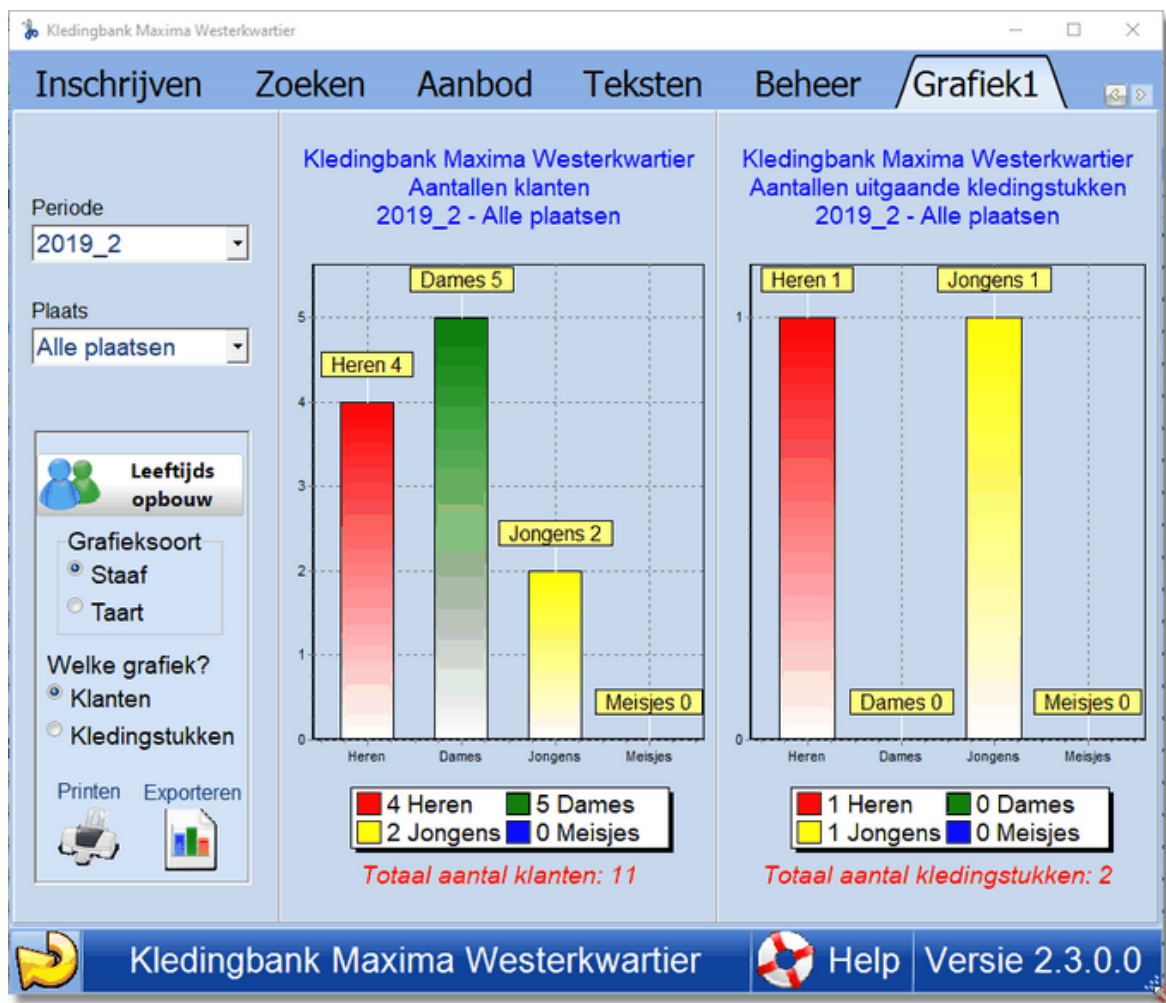 Kledingbank Maxima Westerkwartier
Inschrijven Zoeken Aanbod Teksten Beheer Grafiek1
Periode
2019_2
Plaats
Alle plaatsen
Leeftijds
opbouw
Grafieksoort
Staaf
Taart
Welke grafiek?
Klanten
Kledingstukken
Printen Exporteren
Kledingbank Maxima Westerkwartier
Aantallen klanten
2019_2 - Alle plaatsen
Dames 5
5
Heren 4
4
3
Jongens 2
2
1
Meisjes 0
0
Heren Dames Jongens Meisjes
4 Heren 5 Dames
2 Jongens 0 Meisjes
Totaal aantal klanten: 11
Kledingbank Maxima Westerkwartier
Aantallen uitgaande kledingstukken
2019_2 - Alle plaatsen
Heren 1 Jongens 1
1
Dames 0 Meisjes 0
0
Heren Dames Jongens Meisjes
1 Heren 0 Dames
1 Jongens 0 Meisjes
Totaal aantal kledingstukken: 2
Kledingbank Maxima Westerkwartier Help Versie 2.3.0.0